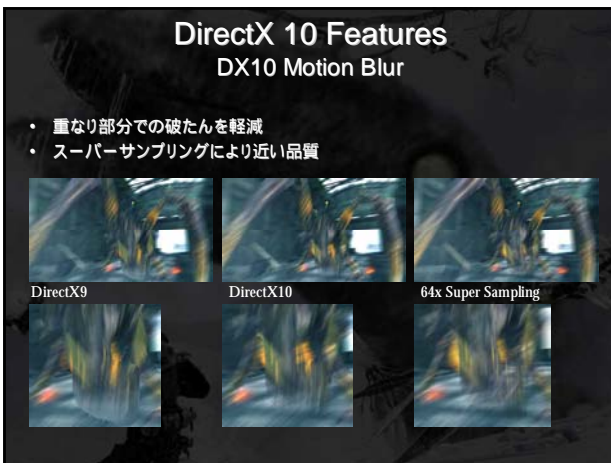 DirectX 10 Features
DX10 Motion Blur
• 重なり部分での破たんを軽減
• スーパーサンプリングにより近い品質
DirectX9
DirectX10
64x Super Sampling